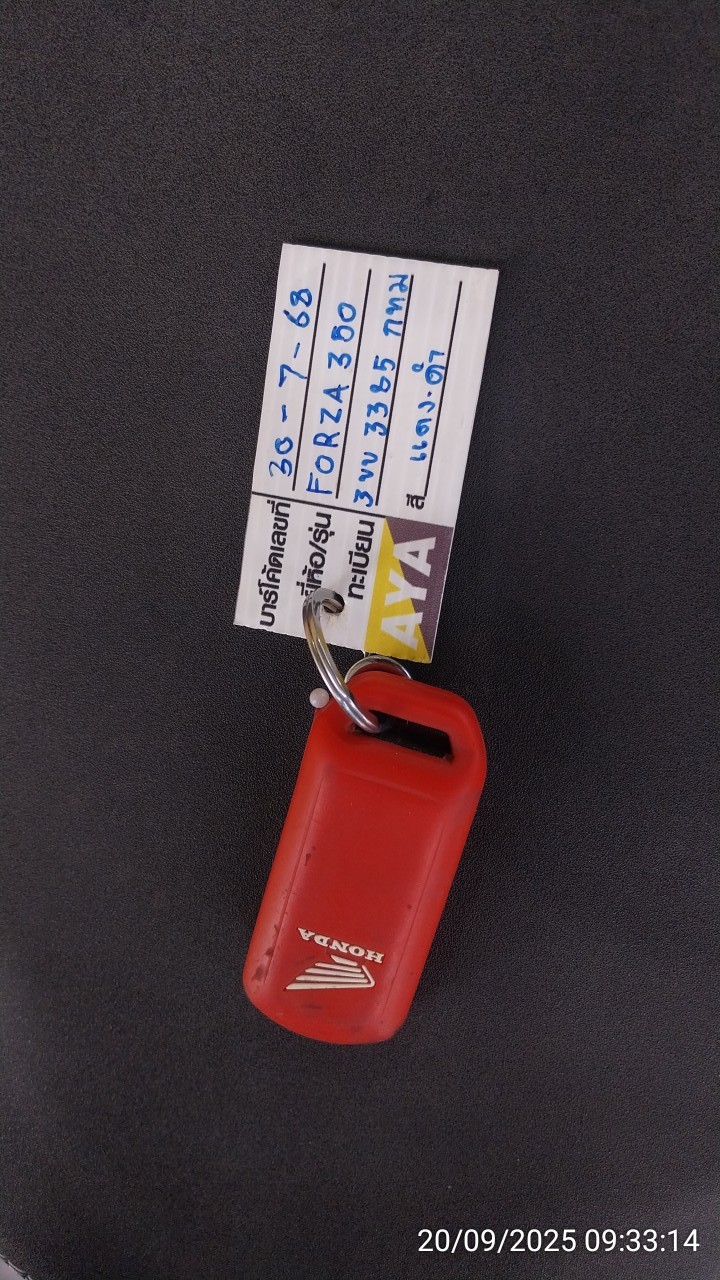 บาร์โค้ดเลขที่ 30-7-68
ยี่ห้อ/รุ่น FORZA 350
ทะเบียน 3ขบ 3365 กทม
AYA สี แดง.ดำ
HONDA
20/09/2025 09:33:14